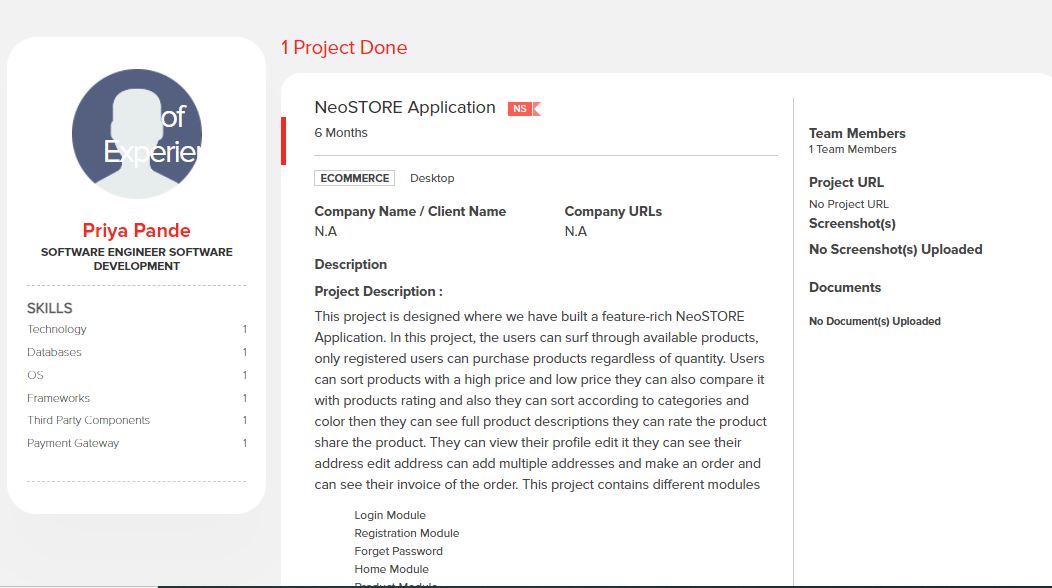 of
Experier
Priya Pande
SOFTWARE ENGINEER SOFTWARE
DEVELOPMENT
SKILLS
Technology 1
Databases 1
OS 1
Frameworks 1
Third Party Components 1
Payment Gateway 1
1 Project Done
NeoSTORE Application NS
6 Months
ECOMMERCE Desktop
Company Name / Client Name Company URLs
N.A N.A
Description
Project Description :
This project is designed where we have built a feature-rich NeoSTORE
Application. In this project, the users can surf through available products,
only registered users can purchase products regardless of quantity. Users
can sort products with a high price and low price they can also compare it
with products rating and also they can sort according to categories and
color then they can see full product descriptions they can rate the product
share the product. They can view their profile edit it they can see their
address edit address can add multiple addresses and make an order and
can see their invoice of the order. This project contains different modules
Login Module
Registration Module
Forget Password
Home Module
Product Module
Team Members
1 Team Members
Project URL
No Project URL
Screenshot(s)
No Screenshot(s) Uploaded
Documents
No Document(s) Uploaded